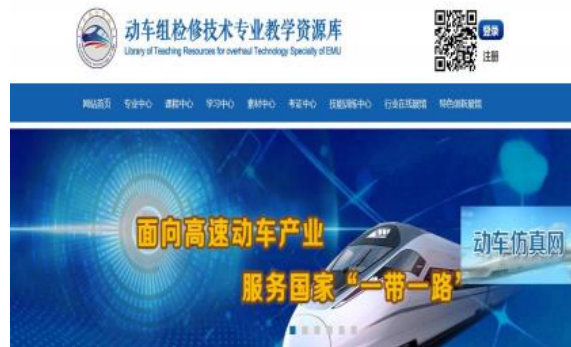 动车组检修技术专业教学资源库
Library of Teaching Resources for overhaul Technology Specialty of EMU
登录
注册
网站首页 专业中心 课程中心 学习中心 素材中心 考证中心 技能训练中心 行业在线展馆 特色创新展馆
面向高速动车产业
服务国家“一带一路”
动车仿真网